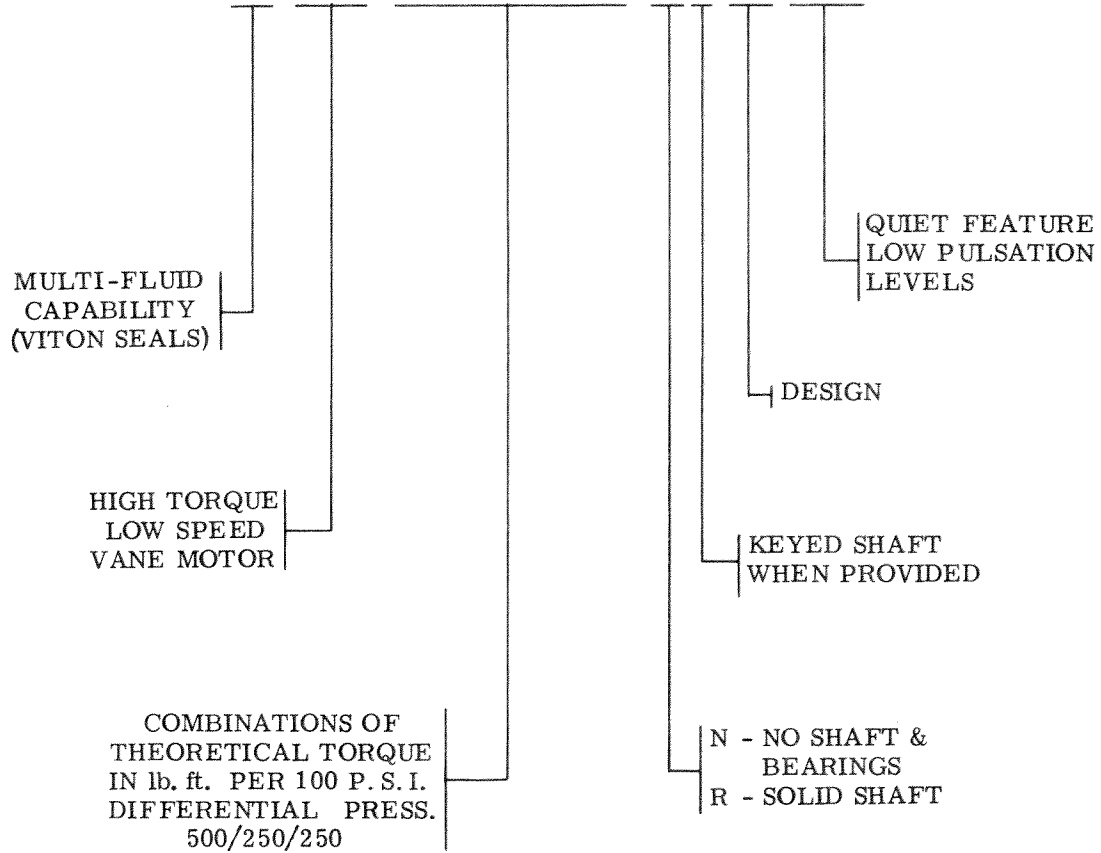 QUIET FEATURE
LOW PULSATION
LEVELS
MULTI-FLUID
CAPABILITY
(VITON SEALS)
DESIGN
HIGH TORQUE
LOW SPEED
VANE MOTOR
KEYED SHAFT
WHEN PROVIDED
COMBINATIONS OF
THEORETICAL TORQUE
IN lb. ft. PER 100 P.S.I.
DIFFERENTIAL PRESS.
500/250/250
N - NO SHAFT &
BEARINGS
R - SOLID SHAFT